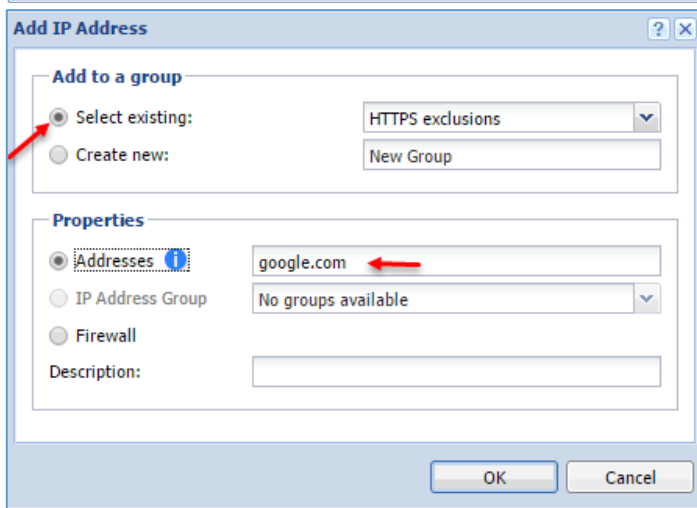 Add IP Address
Add to a group
Select existing: HTTPS exclusions
Create new: New Group
Properties
Addresses google.com
IP Address Group No groups available
Firewall
Description:
OK Cancel